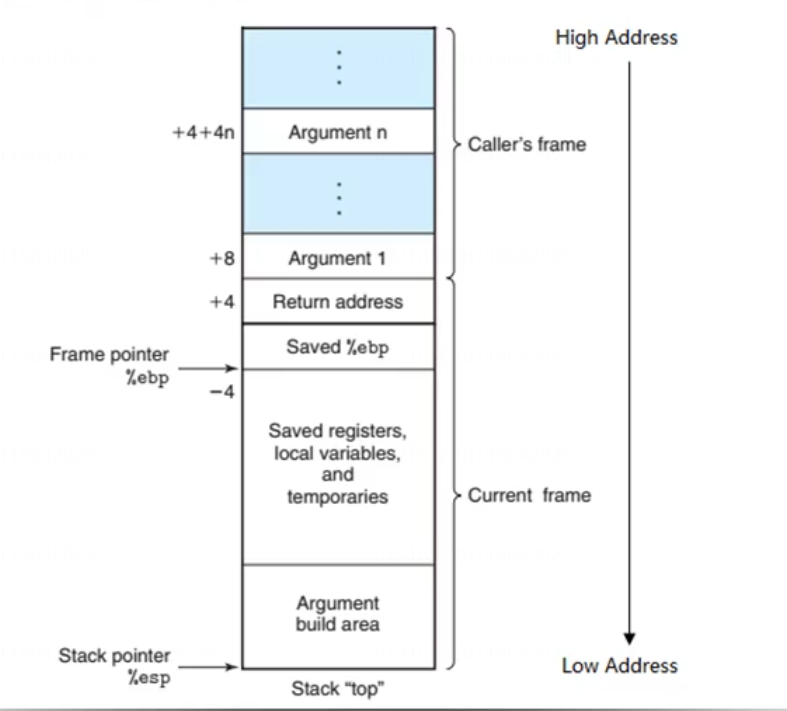 High Address
+4+4n
Argument n
Caller's frame
+8
Argument 1
+4
Return address
Saved %ebp
Frame pointer
%ebp
−4
Saved registers,
local variables,
and
temporaries
Current frame
Argument
build area
Stack pointer
%esp
Low Address
Stack “top”